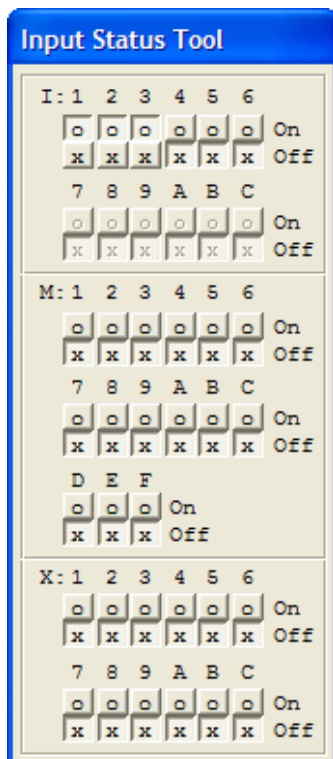 Input Status Tool
I: 1 2 3 4 5 6
o o o o o o On
x x x x x x Off
7 8 9 A B C
o o o o o o On
x x x x x x Off
M: 1 2 3 4 5 6
o o o o o o On
x x x x x x Off
7 8 9 A B C
o o o o o o On
x x x x x x Off
D E F
o o o On
x x x Off
X: 1 2 3 4 5 6
o o o o o o On
x x x x x x Off
7 8 9 A B C
o o o o o o On
x x x x x x Off